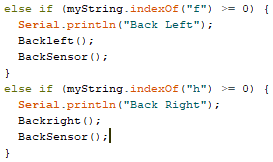 else if (myString.indexOf("f") >= 0) {
Serial.println("Back Left");
Backleft();
BackSensor();
}
else if (myString.indexOf("h") >= 0) {
Serial.println("Back Right");
Backright();
BackSensor();
}